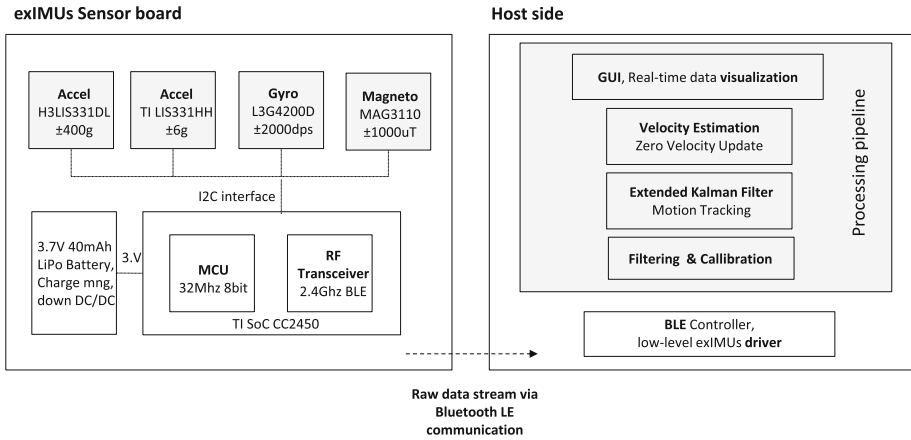 exIMUs Sensor board
Accel
H3LIS331DL
±400g
Accel
TI LIS331HH
±6g
Gyro
L3G4200D
±2000dps
Magneto
MAG3110
±1000uT
I2C interface
3.7V 40mAh
LiPo Battery,
Charge mng,
down DC/DC
3.V
MCU
32Mhz 8bit
RF
Transceiver
2.4Ghz BLE
TI SoC CC2450
Host side
GUI, Real-time data visualization
Velocity Estimation
Zero Velocity Update
Extended Kalman Filter
Motion Tracking
Filtering & Callibration
Processing pipeline
BLE Controller,
low-level exIMUs driver
Raw data stream via
Bluetooth LE
communication